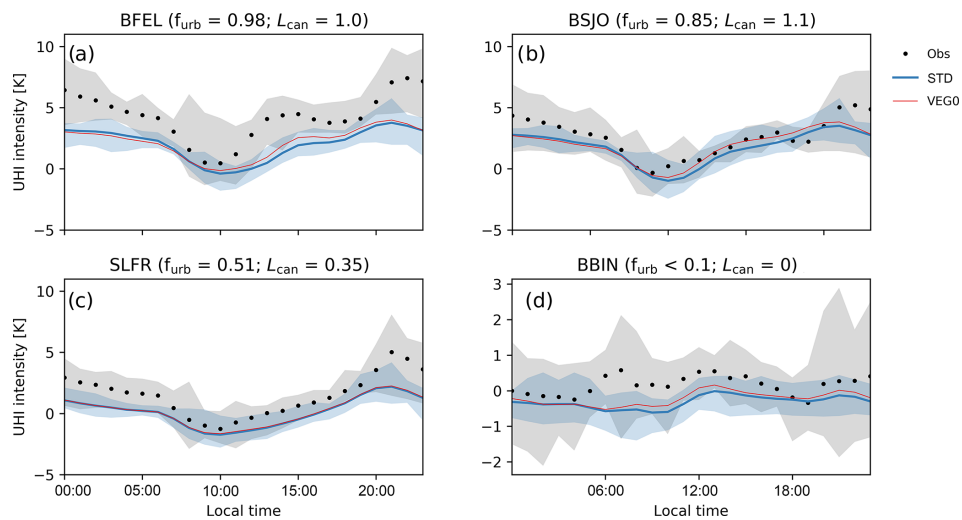 BFEL (f_urb = 0.98; L_can = 1.0)
BSJO (f_urb = 0.85; L_can = 1.1)
(a)
(b)
10
5
0
−5
UHI intensity [K]
10
5
0
−5
Obs
STD
VEG0
SLFR (f_urb = 0.51; L_can = 0.35)
BBIN (f_urb < 0.1; L_can = 0)
(c)
(d)
10
5
0
−5
UHI intensity [K]
3
2
1
0
−1
−2
00:00 05:00 10:00 15:00 20:00
06:00 12:00 18:00
Local time
Local time